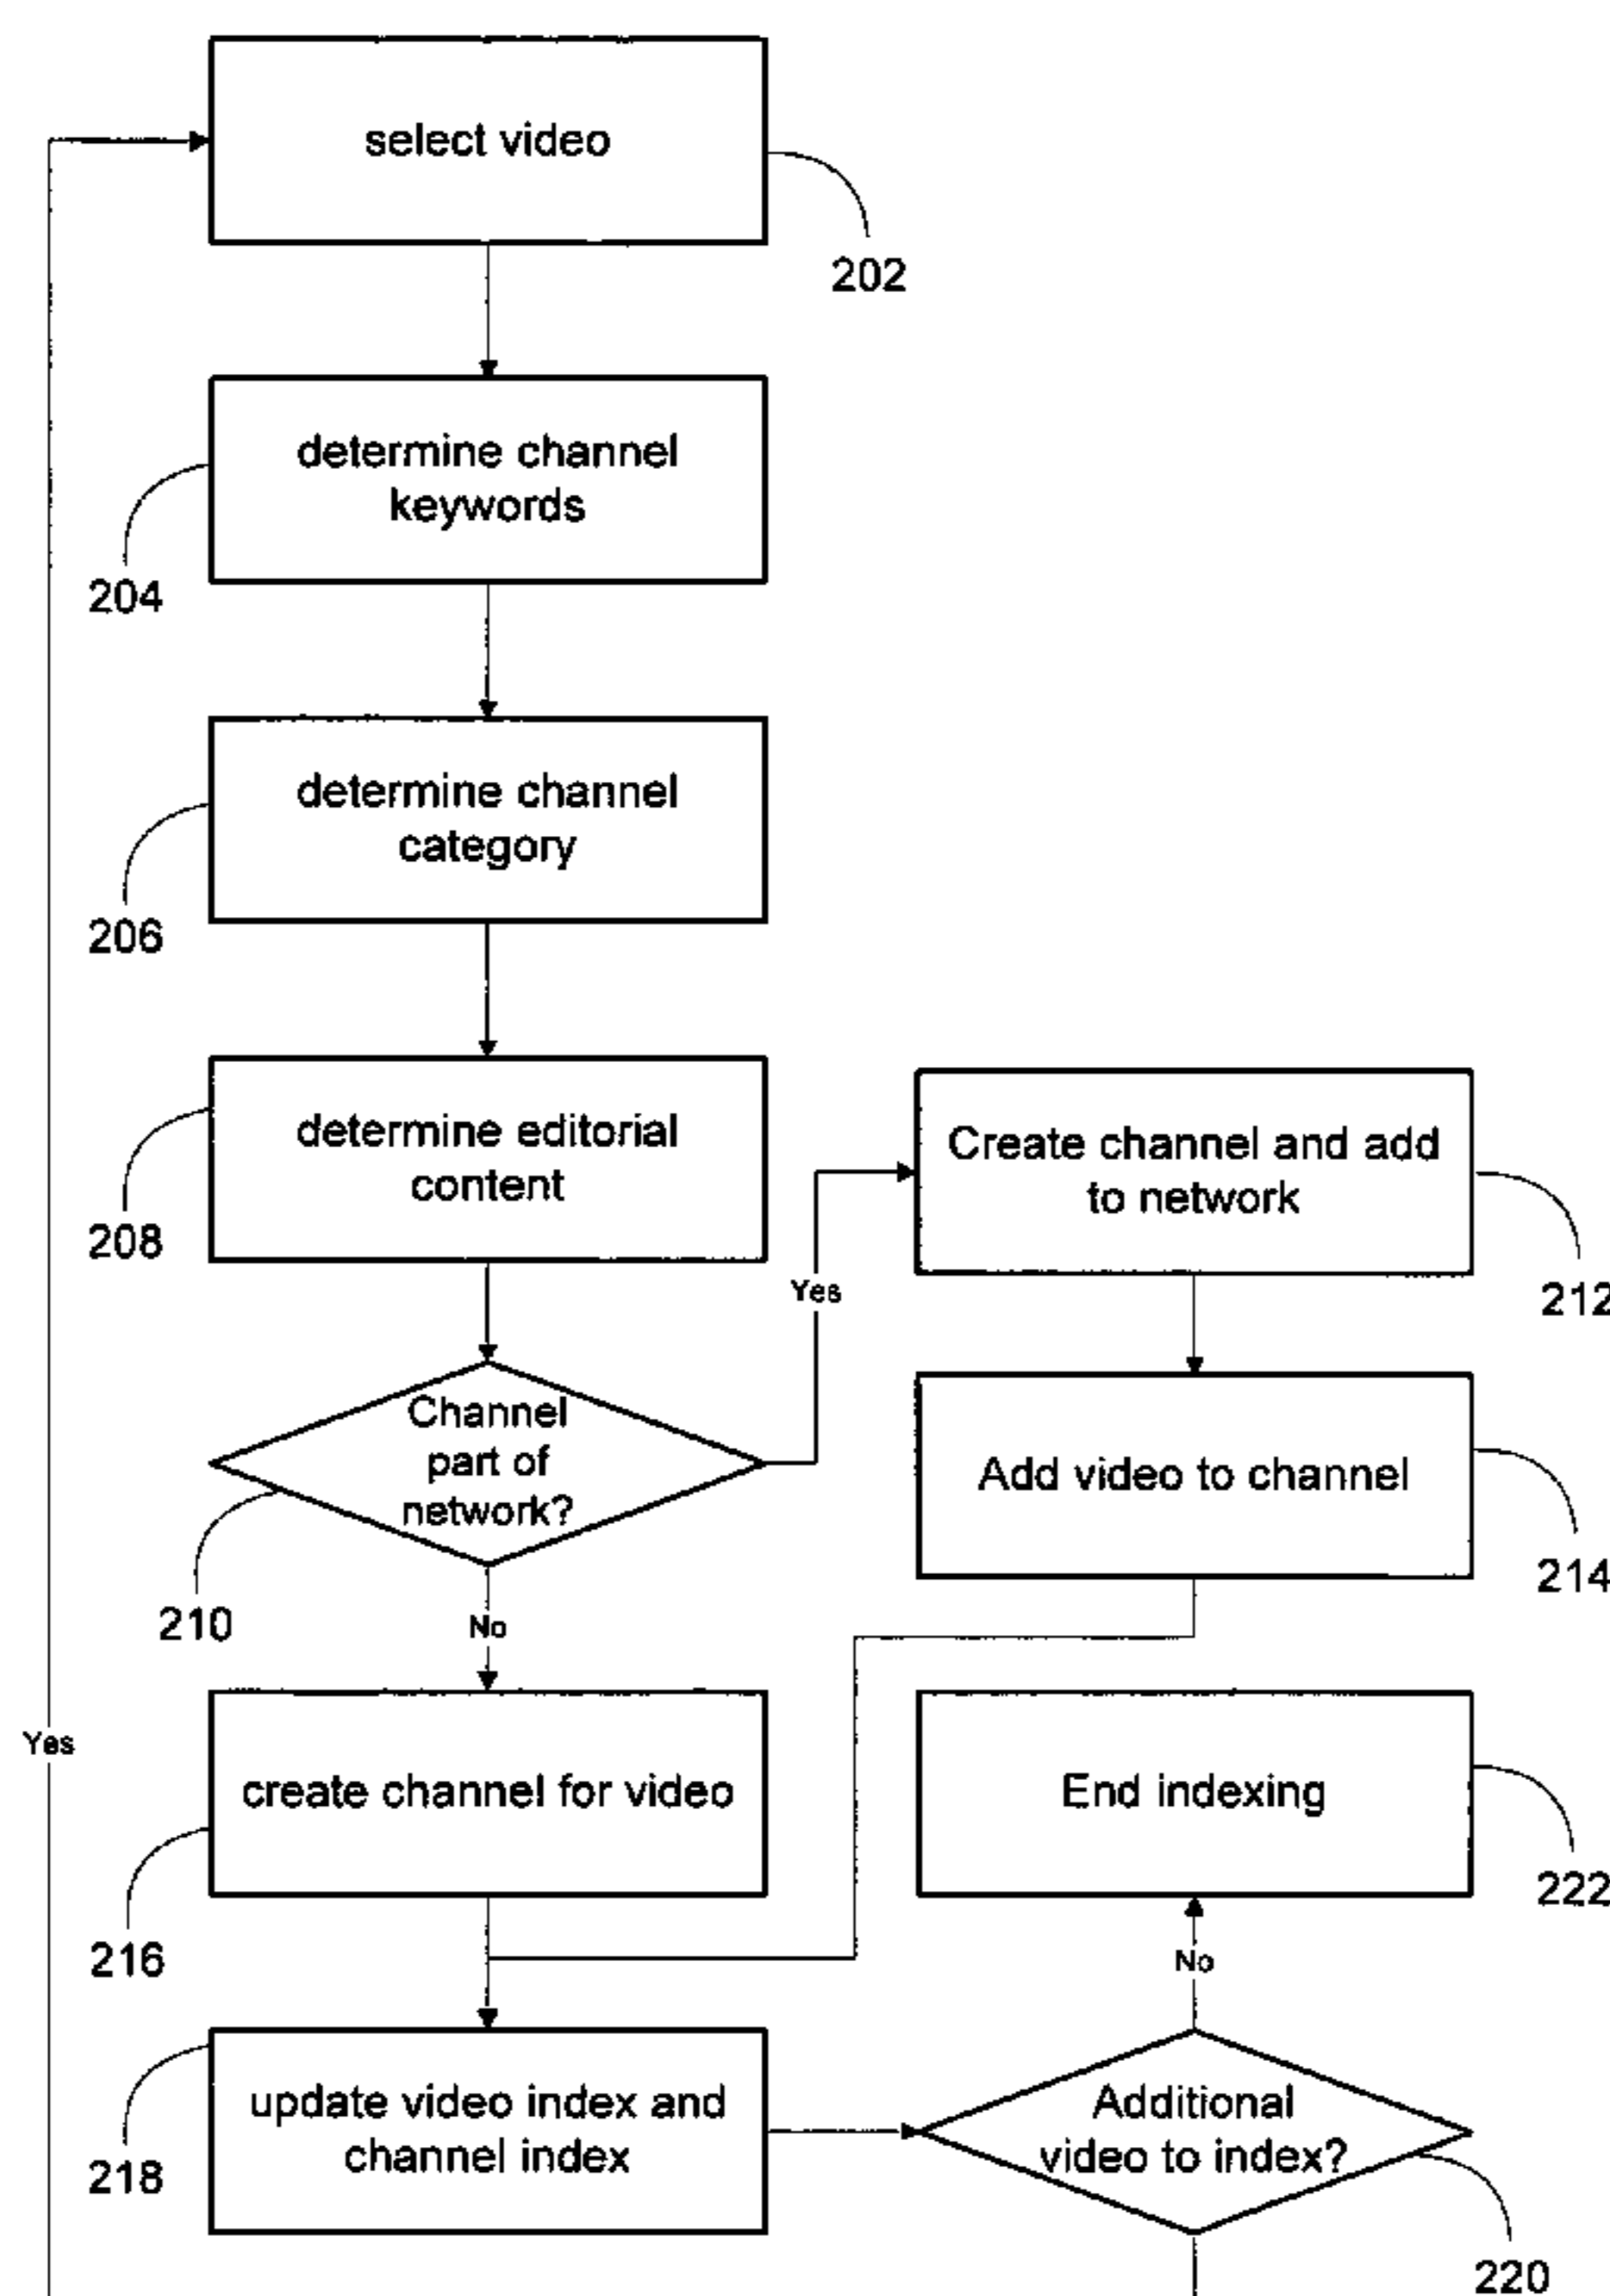 select video
202
determine channel
keywords
204
determine channel
category
206
determine editorial
content
208
Create channel and add
to network
212
Yes
Channel
part of
network?
210
No
Add video to channel
214
Yes
create channel for video
216
End indexing
222
No
update video index and
channel index
218
Additional
video to index?
220